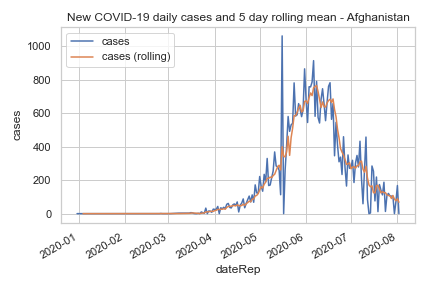 New COVID-19 daily cases and 5 day rolling mean - Afghanistan
cases
cases (rolling)
1000
800
600
400
200
0
cases
2020-01
2020-02
2020-03
2020-04
2020-05
2020-06
2020-07
2020-08
dateRep